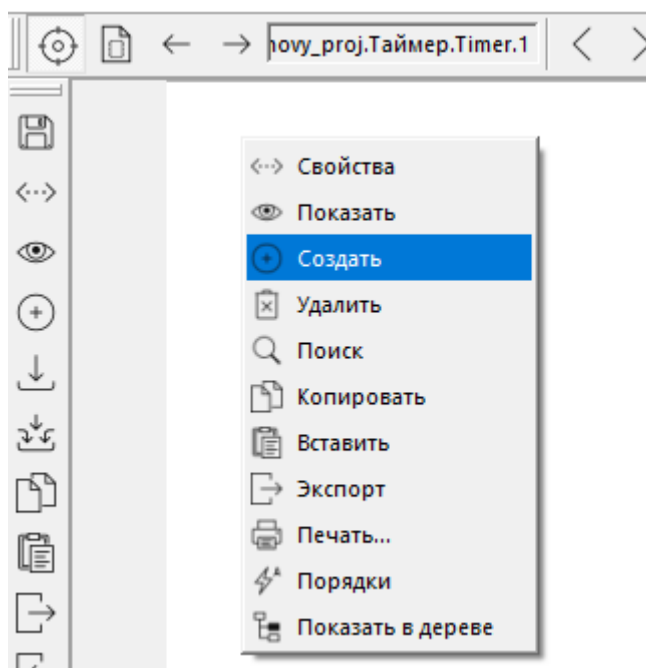 novy_proj.Таймер.Timer.1
Свойства
Показать
Создать
Удалить
Поиск
Копировать
Вставить
Экспорт
Печать...
Порядки
Показать в дереве